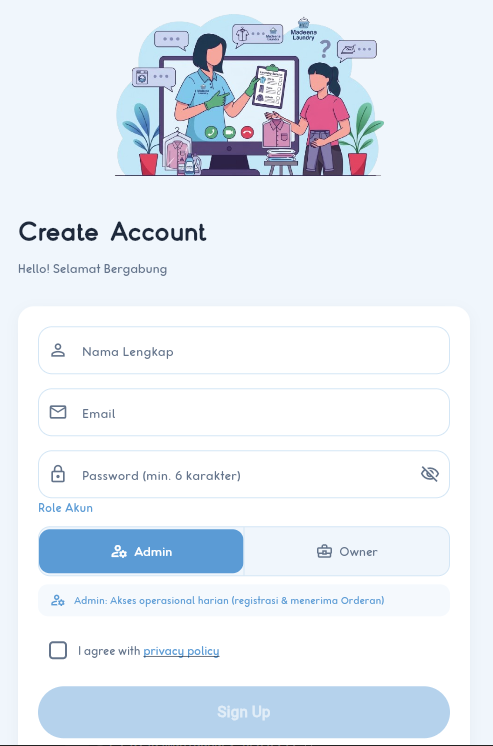 Madeena
Laundry
?
Create Account
Hello! Selamat Bergabung
Nama Lengkap
Email
Password (min. 6 karakter)
Role Akun
Admin
Owner
Admin: Akses operasional harian (registrasi & menerima Orderan)
I agree with privacy policy
Sign Up